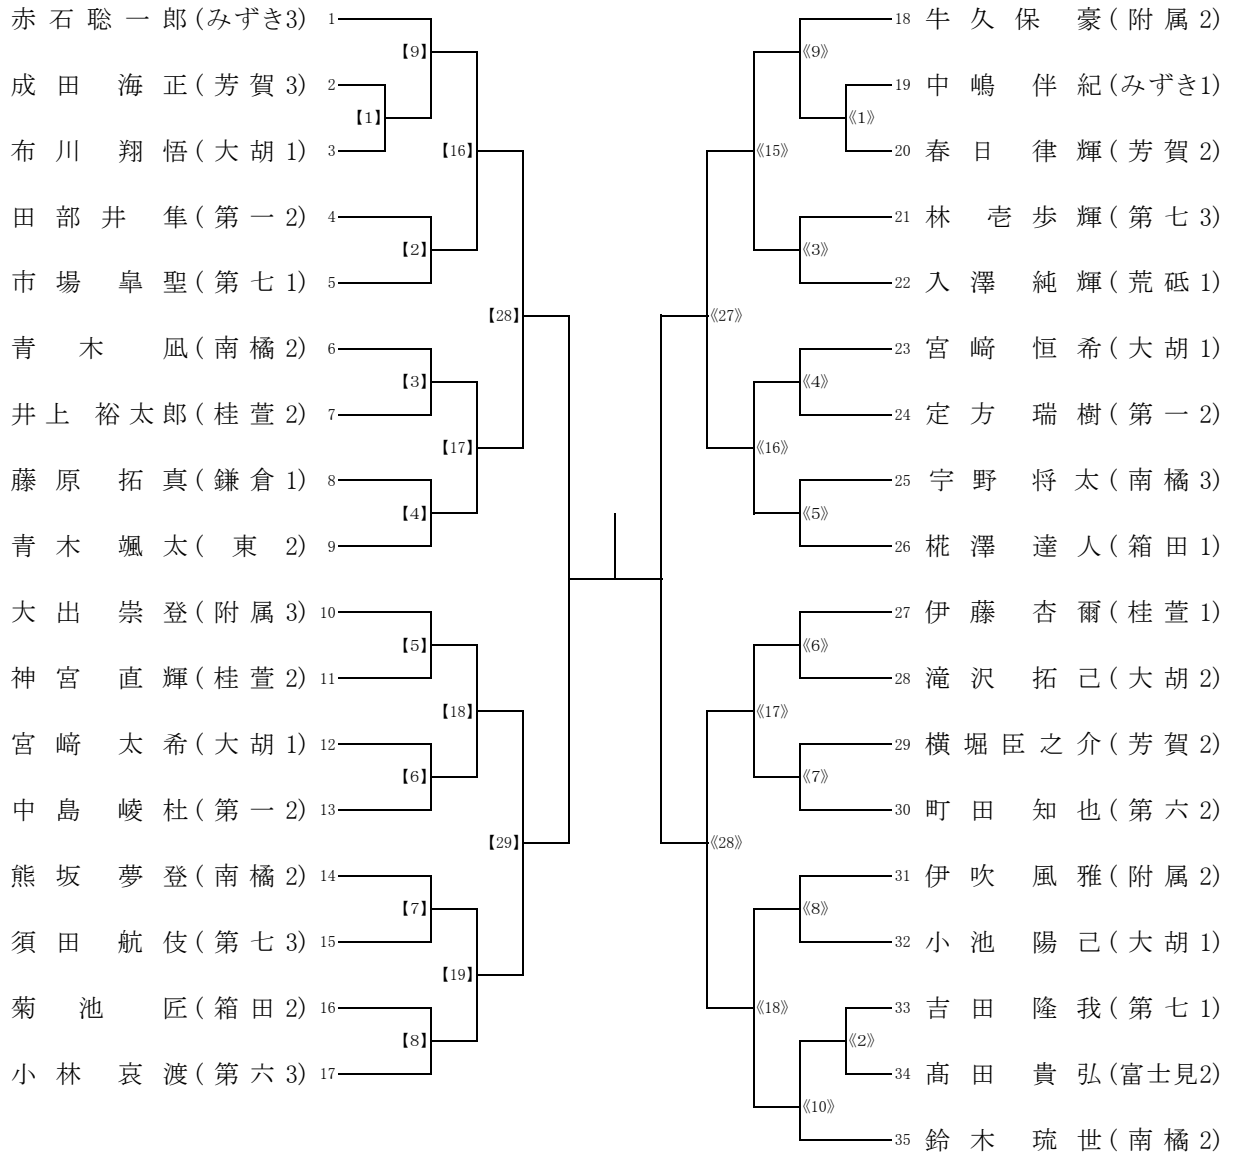 赤石聡一郎(みずき3) 1
【9】
成田 海正(芳賀3) 2
【1】
布川 翔悟(大胡1) 3
【16】
田部井 隼(第一2) 4
【2】
市場 皐聖(第七1) 5
【28】
青木 凪(南橘2) 6
【3】
井上 裕太郎(桂萱2) 7
【17】
藤原 拓真(鎌倉1) 8
【4】
青木 颯太(東2) 9
大出 崇登(附属3) 10
【5】
神宮 直輝(桂萱2) 11
【18】
宮﨑 太希(大胡1) 12
【6】
中島 崚杜(第一2) 13
【29】
熊坂 夢登(南橘2) 14
【7】
須田 航伎(第七3) 15
【19】
菊池 匠(箱田2) 16
【8】
小林 哀渡(第六3) 17
18 牛久保 豪(附属2)
《9》
19 中嶋 伴紀(みずき1)
《1》
20 春日 律輝(芳賀2)
《15》
21 林 壱歩輝(第七3)
《3》
22 入澤 純輝(荒砥1)
《27》
23 宮﨑 恒希(大胡1)
《4》
24 定方 瑞樹(第一2)
《16》
25 宇野 将太(南橘3)
《5》
26 椛澤 達人(箱田1)
27 伊藤 杏爾(桂萱1)
《6》
28 滝沢 拓己(大胡2)
《17》
29 横堀臣之介(芳賀2)
《7》
30 町田 知也(第六2)
《28》
31 伊吹 風雅(附属2)
《8》
32 小池 陽己(大胡1)
《18》
33 吉田 隆我(第七1)
《2》
34 髙田 貴弘(富士見2)
《10》
35 鈴木 琉世(南橘2)